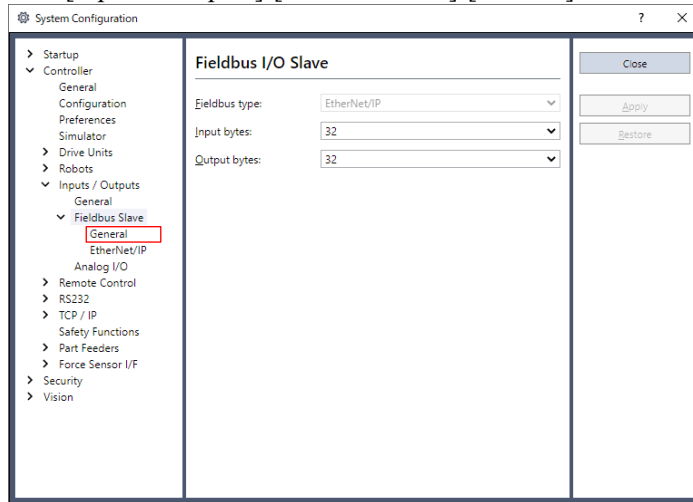 System Configuration
? ×
Startup
Controller
General
Configuration
Preferences
Simulator
Drive Units
Robots
Inputs / Outputs
General
Fieldbus Slave
General
EtherNet/IP
Analog I/O
Remote Control
RS232
TCP / IP
Safety Functions
Part Feeders
Force Sensor I/F
Security
Vision
Fieldbus I/O Slave
Fieldbus type: EtherNet/IP
Input bytes: 32
Output bytes: 32
Close
Apply
Restore